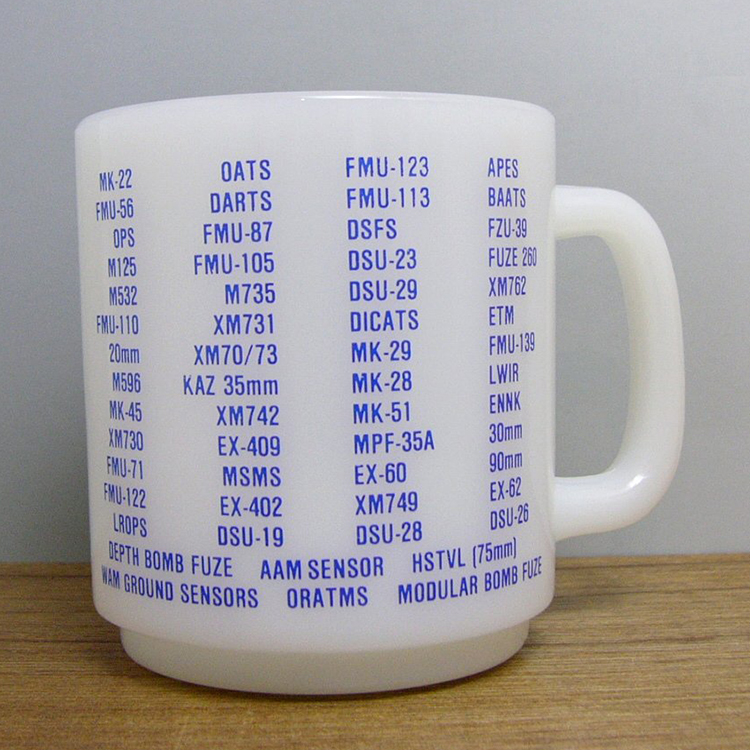 MK-22 OATS FMU-123 APES
FMU-56 DARTS FMU-113 BAATS
OPS FMU-87 DSFS FZU-39
M125 FMU-105 DSU-23 FUZE 260
M532 M735 DSU-29 XM762
FMU-110 XM731 DICATS ETM
20mm XM70/73 MK-29 FMU-139
M596 KAZ 35mm MK-28 LWIR
MK-45 XM742 MK-51 ENNK
XM730 EX-409 MPF-35A 30mm
FMU-71 MSMS EX-60 90mm
FMU-122 EX-402 XM749 EX-62
LROPS DSU-19 DSU-28 DSU-26
DEPTH BOMB FUZE AAM SENSOR HSTVL (75mm)
WAM GROUND SENSORS ORATMS MODULAR BOMB FUZE